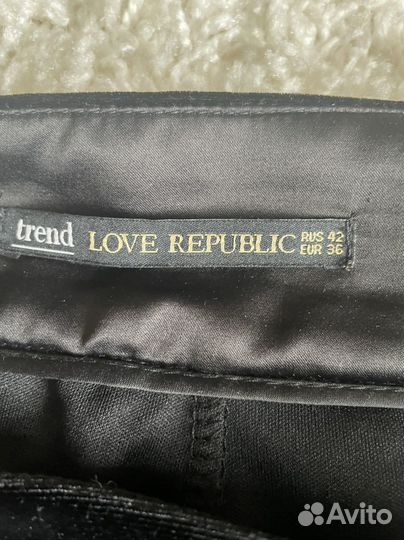 trend LOVE REPUBLIC RUS 42
EUR 36
Avito